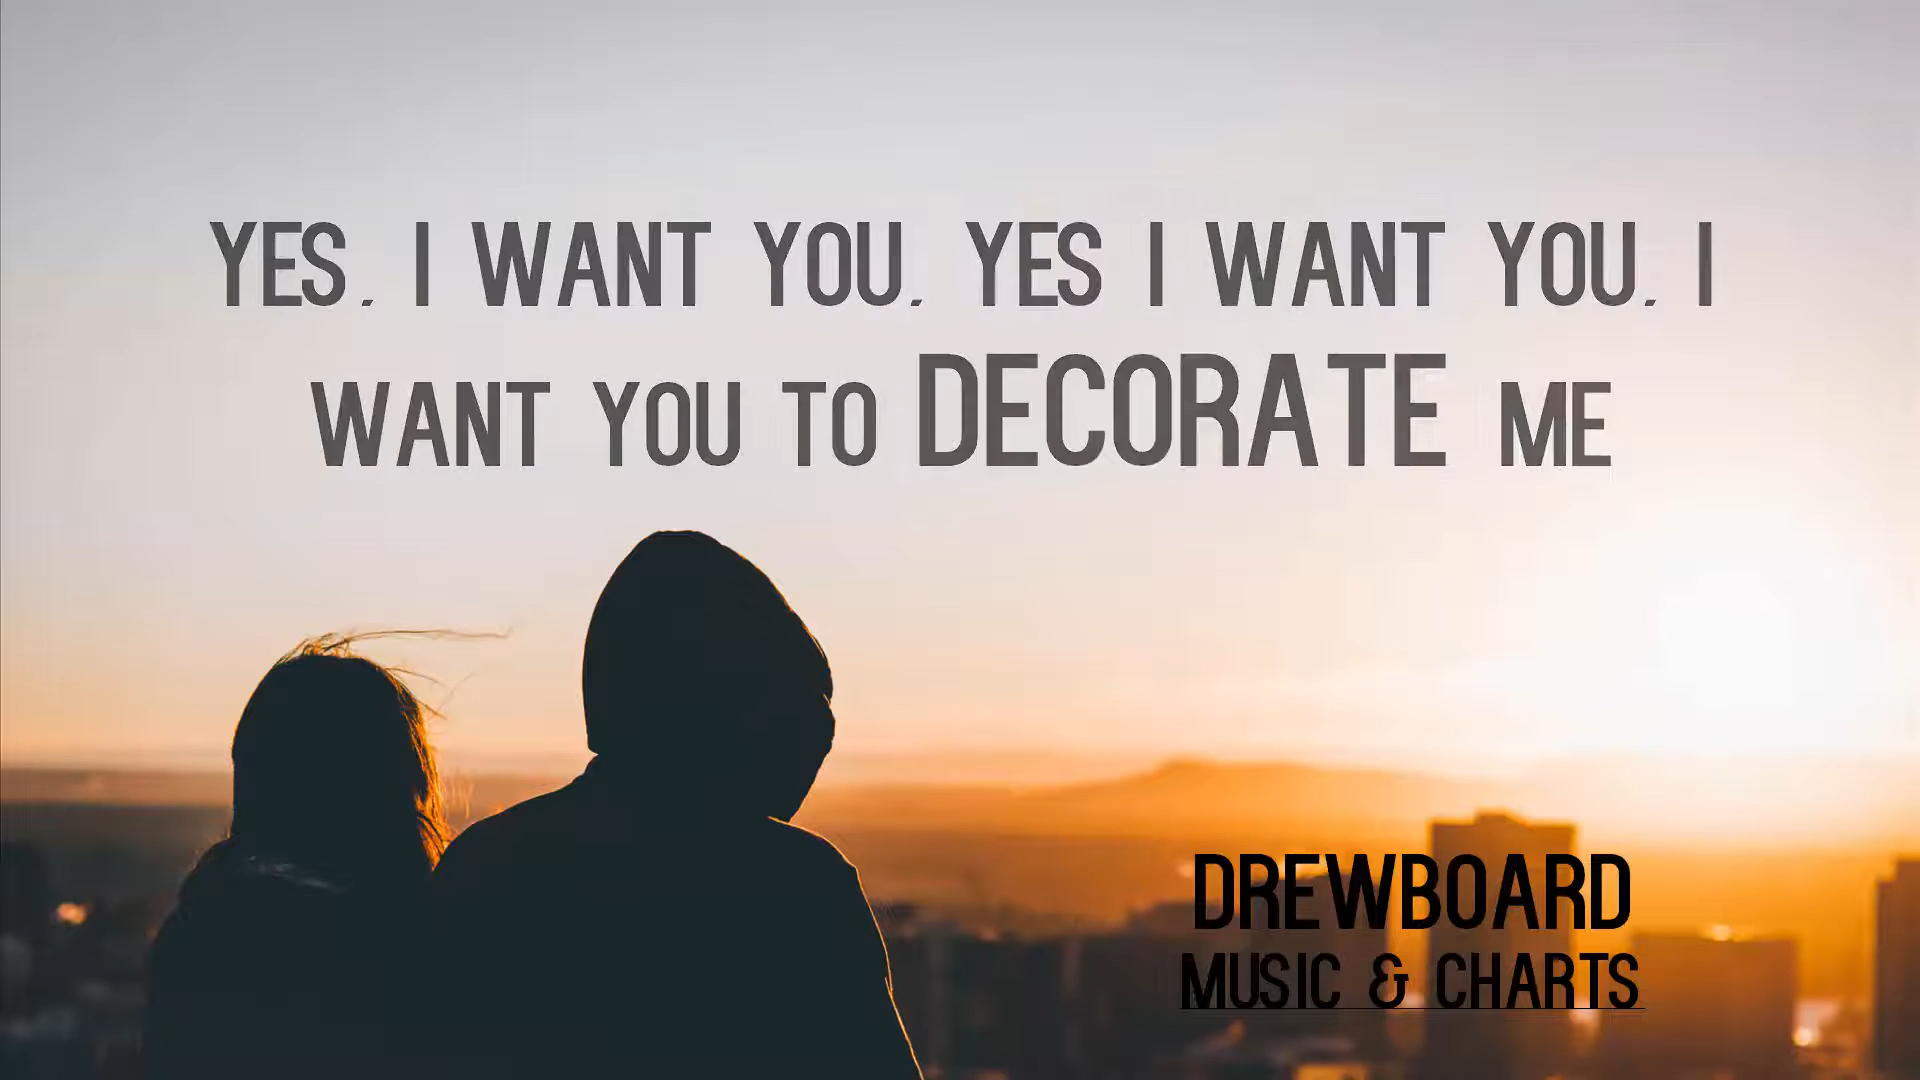 YES, I WANT YOU, YES I WANT YOU, I
WANT YOU TO DECORATE ME
DREWBOARD
MUSIC & CHARTS